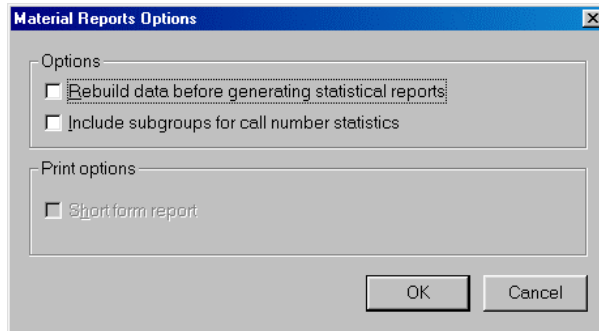 Material Reports Options
Options
Rebuild data before generating statistical reports
Include subgroups for call number statistics
Print options
Short form report
OK
Cancel